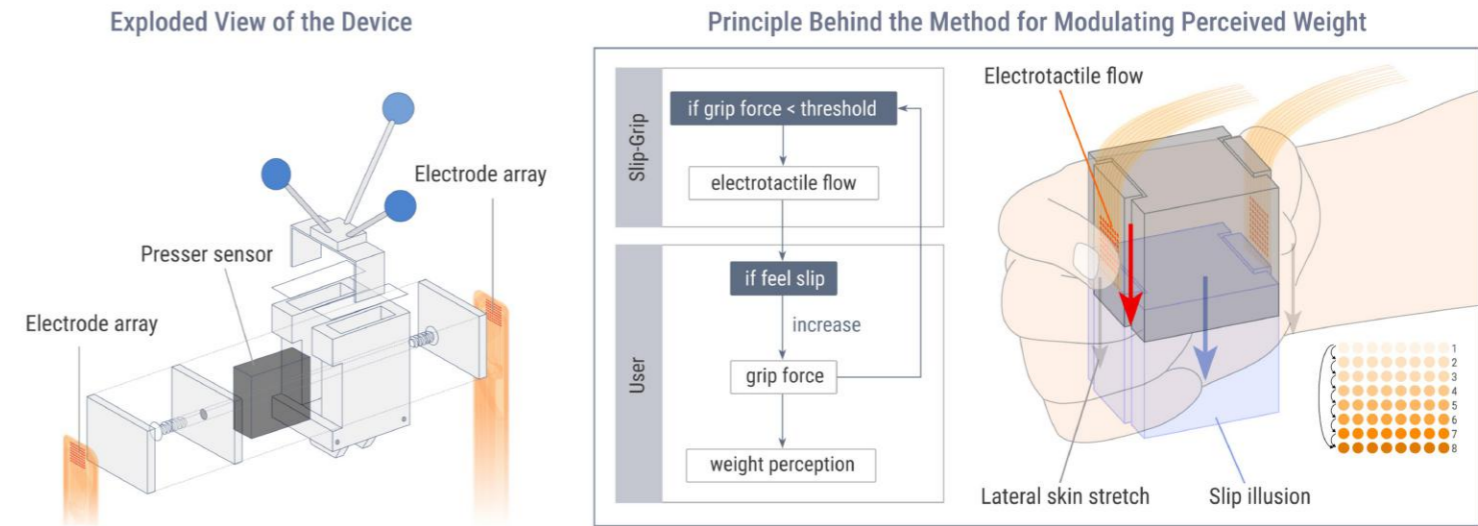 Exploded View of the Device
Electrode array
Presser sensor
Electrode array
Principle Behind the Method for Modulating Perceived Weight
Slip-Grip
if grip force < threshold
electrotactile flow
User
if feel slip
increase
grip force
weight perception
Electrotactile flow
Lateral skin stretch
Slip illusion
1
2
3
4
5
6
7
8